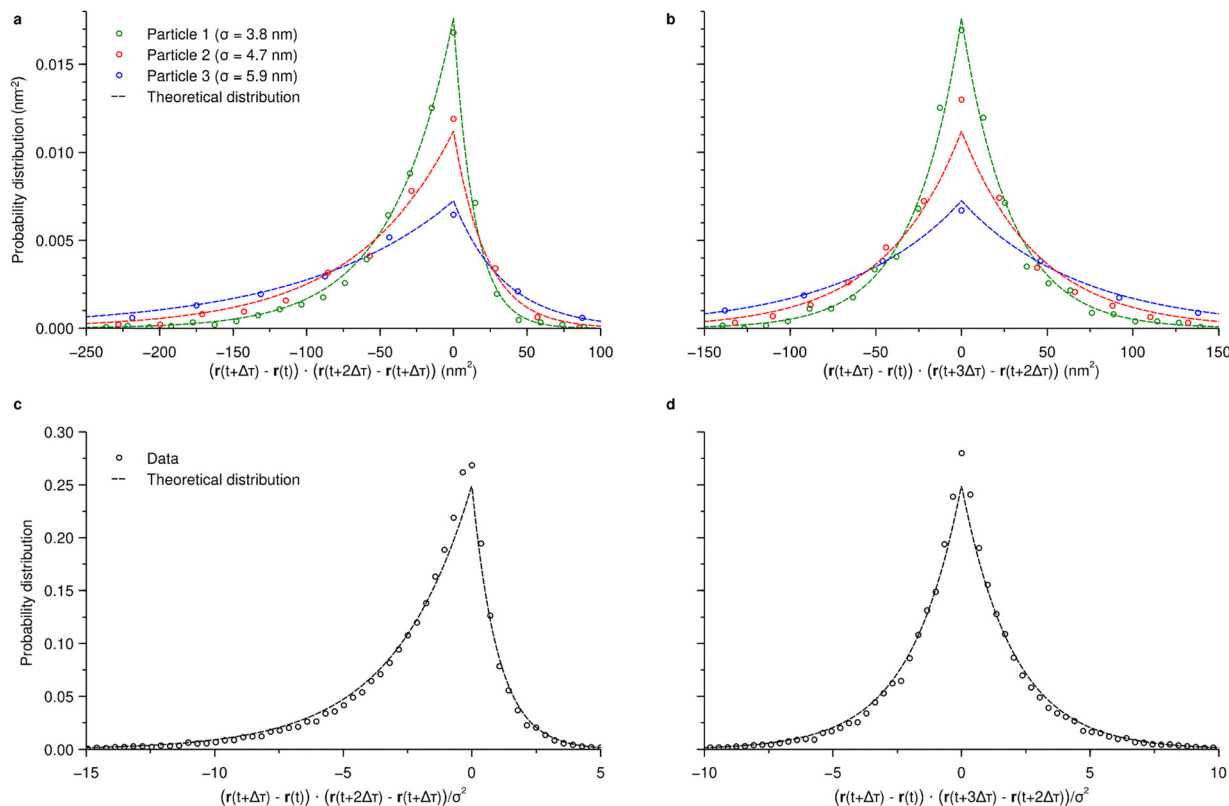 a
Particle 1 (σ = 3.8 nm)
Particle 2 (σ = 4.7 nm)
Particle 3 (σ = 5.9 nm)
Theoretical distribution
Probability distribution (nm⁻²)
0.015
0.010
0.005
0.000
−250 −200 −150 −100 −50 0 50 100
(r(t+Δτ) - r(t)) · (r(t+2Δτ) - r(t+Δτ)) (nm²)
b
−150 −100 −50 0 50 100 150
(r(t+Δτ) - r(t)) · (r(t+3Δτ) - r(t+2Δτ)) (nm²)
c
Data
Theoretical distribution
Probability distribution
0.30
0.25
0.20
0.15
0.10
0.05
0.00
−15 −10 −5 0 5
(r(t+Δτ) - r(t)) · (r(t+2Δτ) - r(t+Δτ))/σ²
d
−10 −5 0 5 10
(r(t+Δτ) - r(t)) · (r(t+3Δτ) - r(t+2Δτ))/σ²